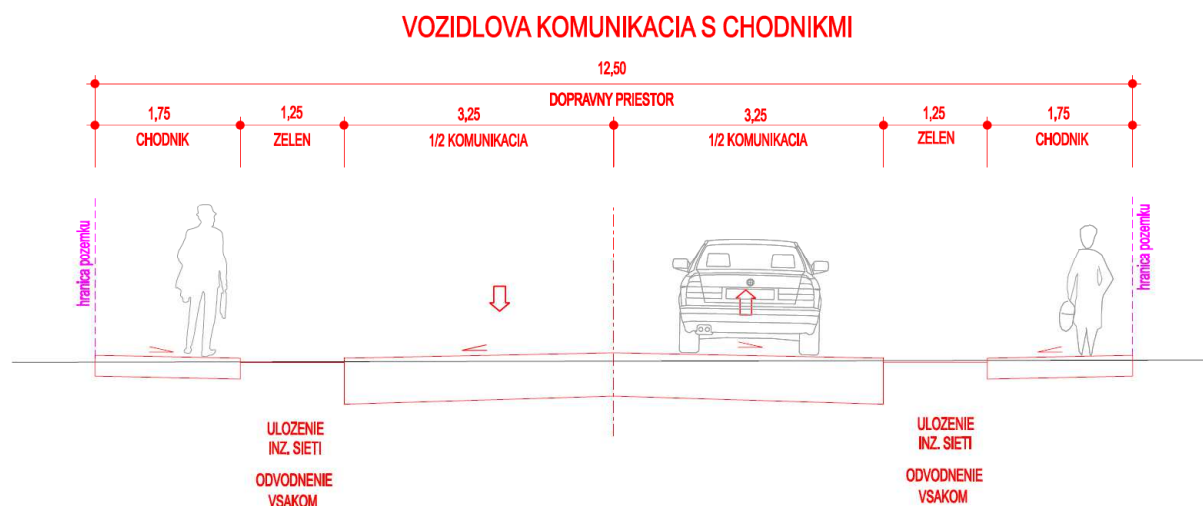 VOZIDLOVA KOMUNIKACIA S CHODNIKMI
12,50
DOPRAVNY PRIESTOR
1,75
1,25
3,25
3,25
1,25
1,75
CHODNIK
ZELEN
1/2 KOMUNIKACIA
1/2 KOMUNIKACIA
ZELEN
CHODNIK
hranica pozemku
hranica pozemku
ULOZENIE
INZ. SIETI
ODVODNENIE
VSAKOM
ULOZENIE
INZ. SIETI
ODVODNENIE
VSAKOM